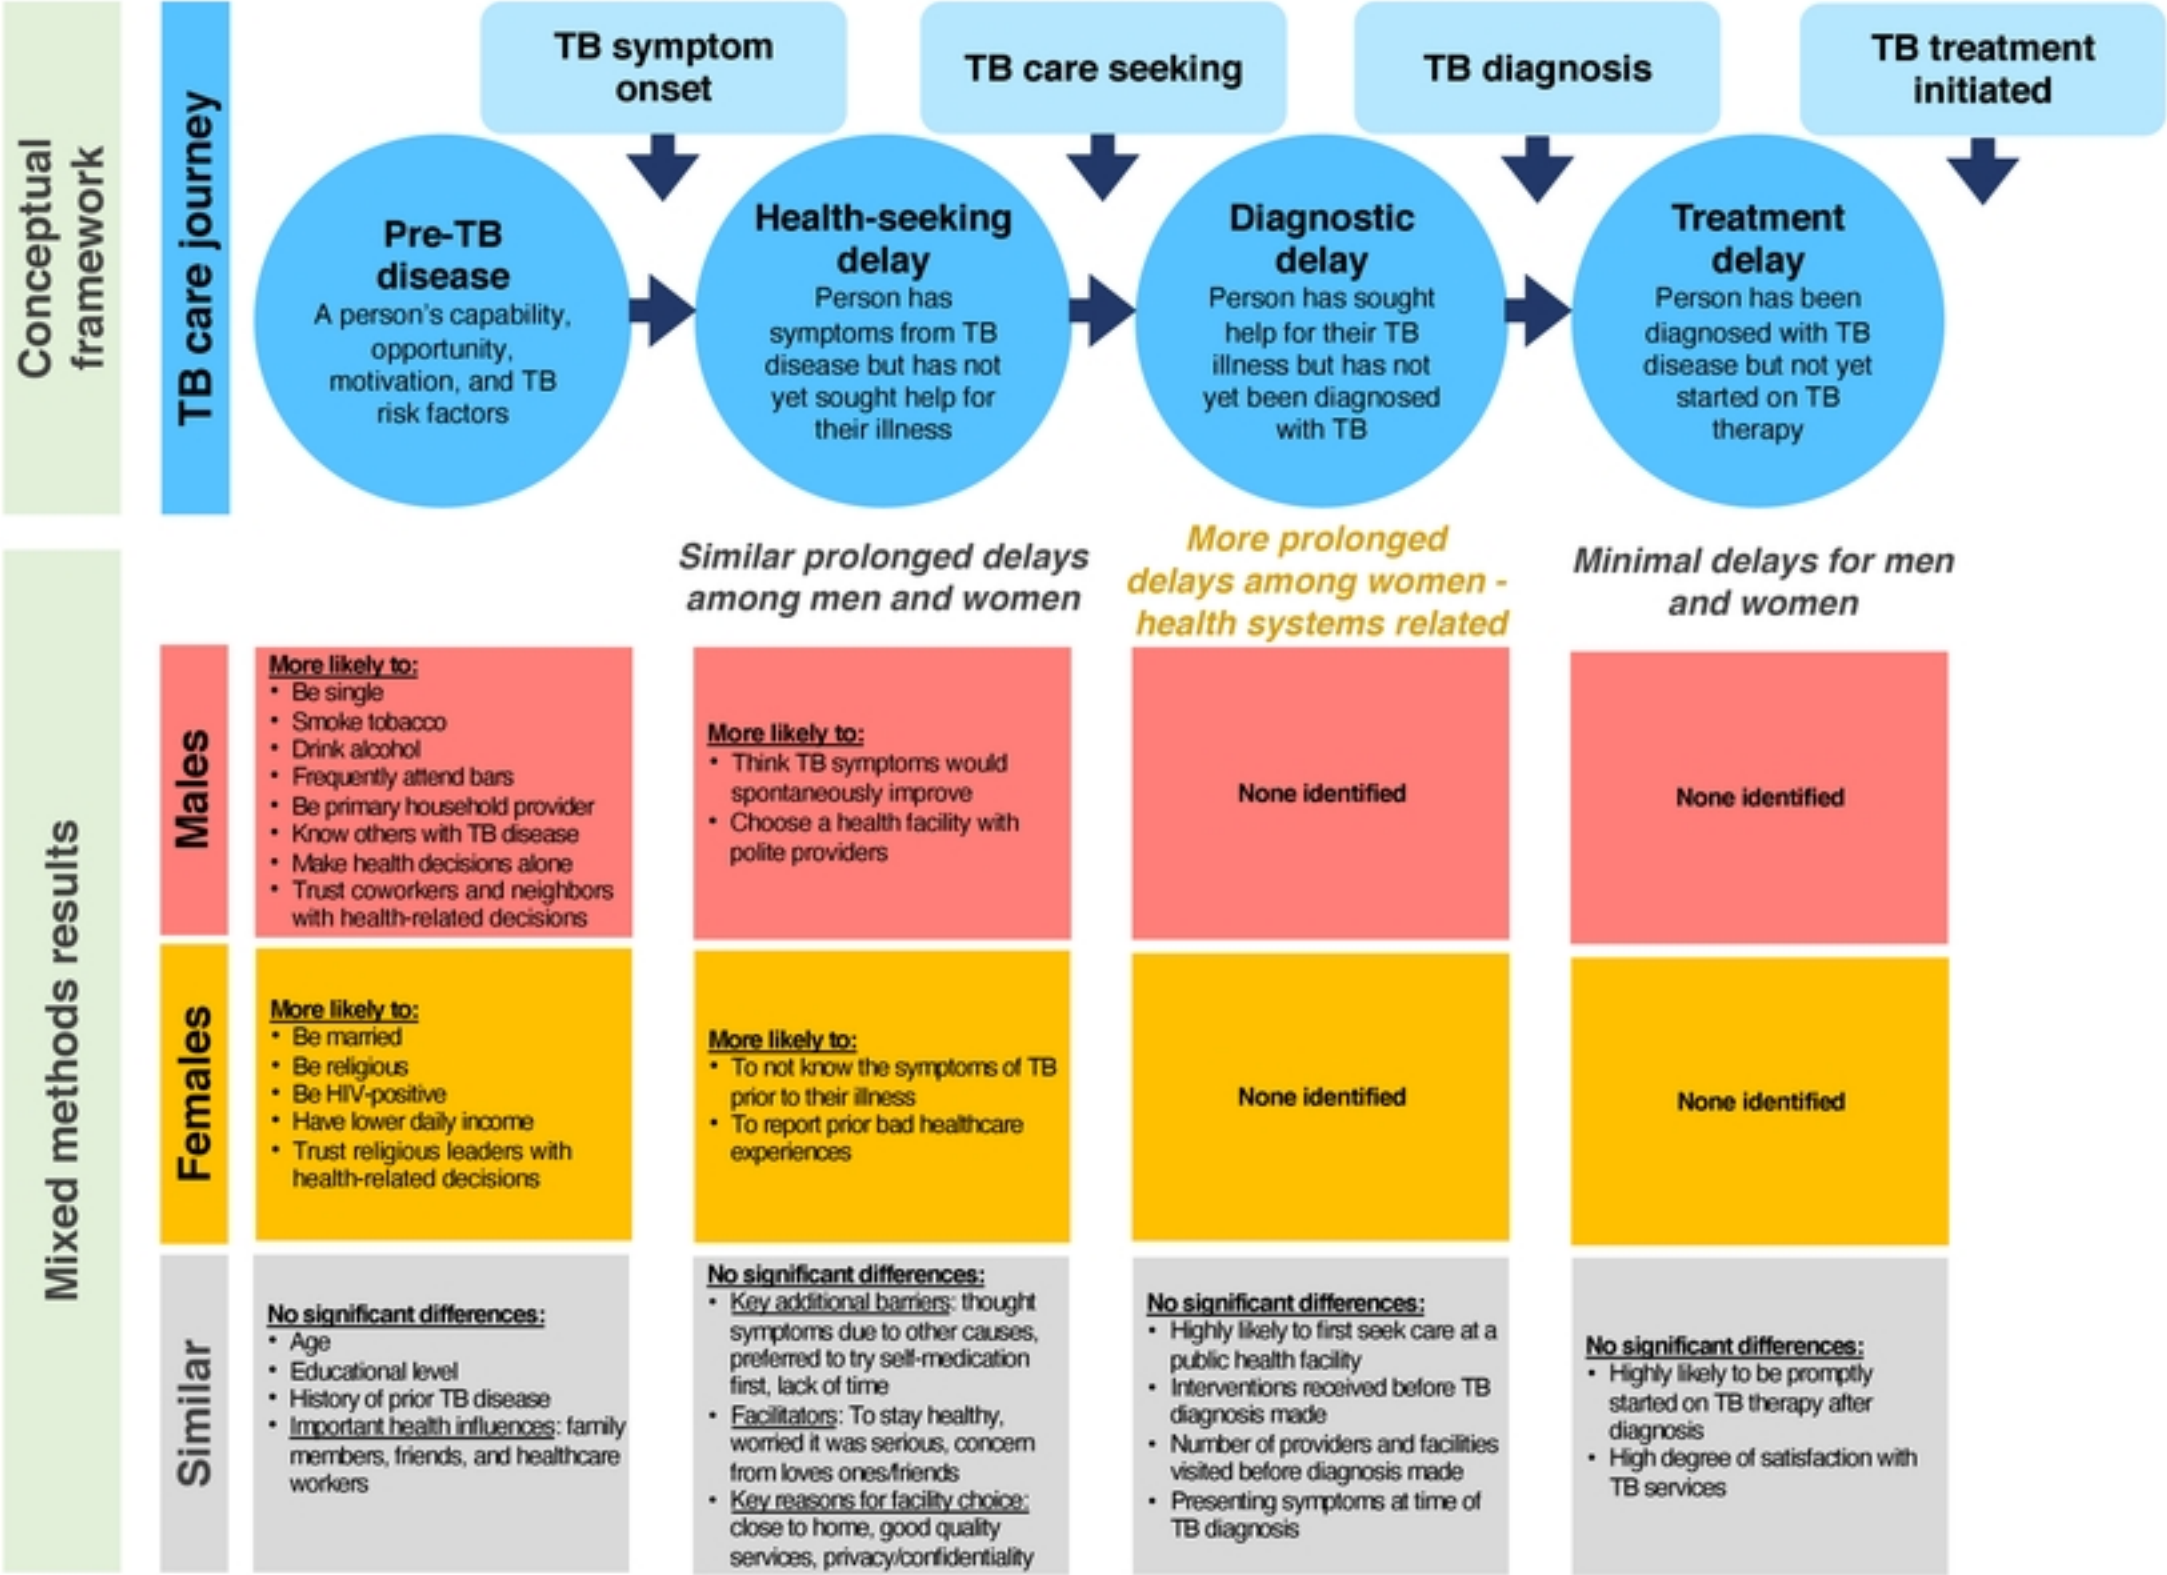 Conceptual
framework
TB care journey
TB symptom
onset
TB care seeking
TB diagnosis
TB treatment
initiated
Pre-TB
disease
A person's capability,
opportunity,
motivation, and TB
risk factors
Health-seeking
delay
Person has
symptoms from TB
disease but has not
yet sought help for
their illness
Diagnostic
delay
Person has sought
help for their TB
illness but has not
yet been diagnosed
with TB
Treatment
delay
Person has been
diagnosed with TB
disease but not yet
started on TB
therapy
Mixed methods results
Similar prolonged delays
among men and women
More prolonged
delays among women -
health systems related
Minimal delays for men
and women
Males
More likely to:
• Be single
• Smoke tobacco
• Drink alcohol
• Frequently attend bars
• Be primary household provider
• Know others with TB disease
• Make health decisions alone
• Trust coworkers and neighbors
with health-related decisions
More likely to:
• Think TB symptoms would
spontaneously improve
• Choose a health facility with
polite providers
None identified
None identified
Females
More likely to:
• Be married
• Be religious
• Be HIV-positive
• Have lower daily income
• Trust religious leaders with
health-related decisions
More likely to:
• To not know the symptoms of TB
prior to their illness
• To report prior bad healthcare
experiences
None identified
None identified
Similar
No significant differences:
• Age
• Educational level
• History of prior TB disease
• Important health influences: family
members, friends, and healthcare
workers
No significant differences:
• Key additional barriers: thought
symptoms due to other causes,
preferred to try self-medication
first, lack of time
• Facilitators: To stay healthy,
worried it was serious, concern
from loves ones/friends
• Key reasons for facility choice:
close to home, good quality
services, privacy/confidentiality
No significant differences:
• Highly likely to first seek care at a
public health facility
• Interventions received before TB
diagnosis made
• Number of providers and facilities
visited before diagnosis made
• Presenting symptoms at time of
TB diagnosis
No significant differences:
• Highly likely to be promptly
started on TB therapy after
diagnosis
• High degree of satisfaction with
TB services